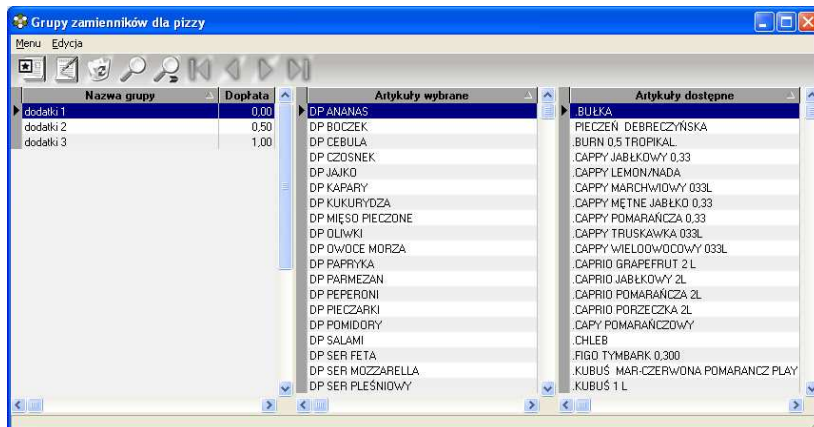 Grupy zamienników dla pizzy
Menu Edycja
Nazwa grupy Dopłata
dodatki 1 0,00
dodatki 2 0,50
dodatki 3 1,00
Artykuły wybrane
DP ANANAS
DP BOCZEK
DP CEBULA
DP CZOSNEK
DP JAJKO
DP KAPARY
DP KUKURYDZA
DP MIĘSO PIECZONE
DP OLIWKI
DP OWOCE MORZA
DP PAPRYKA
DP PARMEZAN
DP PEPERONI
DP PIECZARKI
DP POMIDORY
DP SALAMI
DP SER FETA
DP SER MOZZARELLA
DP SER PLEŚNIOWY
Artykuły dostępne
.BUŁKA
PIECZEŃ DEBRECZYŃSKA
.BURN 0,5 TROPIKAL.
.CAPPY JABŁKOWY 0,33
.CAPPY LEMON/NADA
.CAPPY MARCHWIOWY 033L
.CAPPY MĘTNE JABŁKO 0,33
.CAPPY POMARAŃCZA 0,33
.CAPPY TRUSKAWKA 033L
.CAPPY WIELOOWOCOWY 033L
.CAPRIO GRAPEFRUT 2 L
.CAPRIO JABŁKOWY 2L
.CAPRIO POMARAŃCZA 2L
.CAPRIO PORZECZKA 2L
.CAPY POMARAŃCZOWY
.CHLEB
.FIGO TYMBARK 0,300
.KUBUŚ MAR-CZERWONA POMARANCZ PLAY
.KUBUŚ 1 L